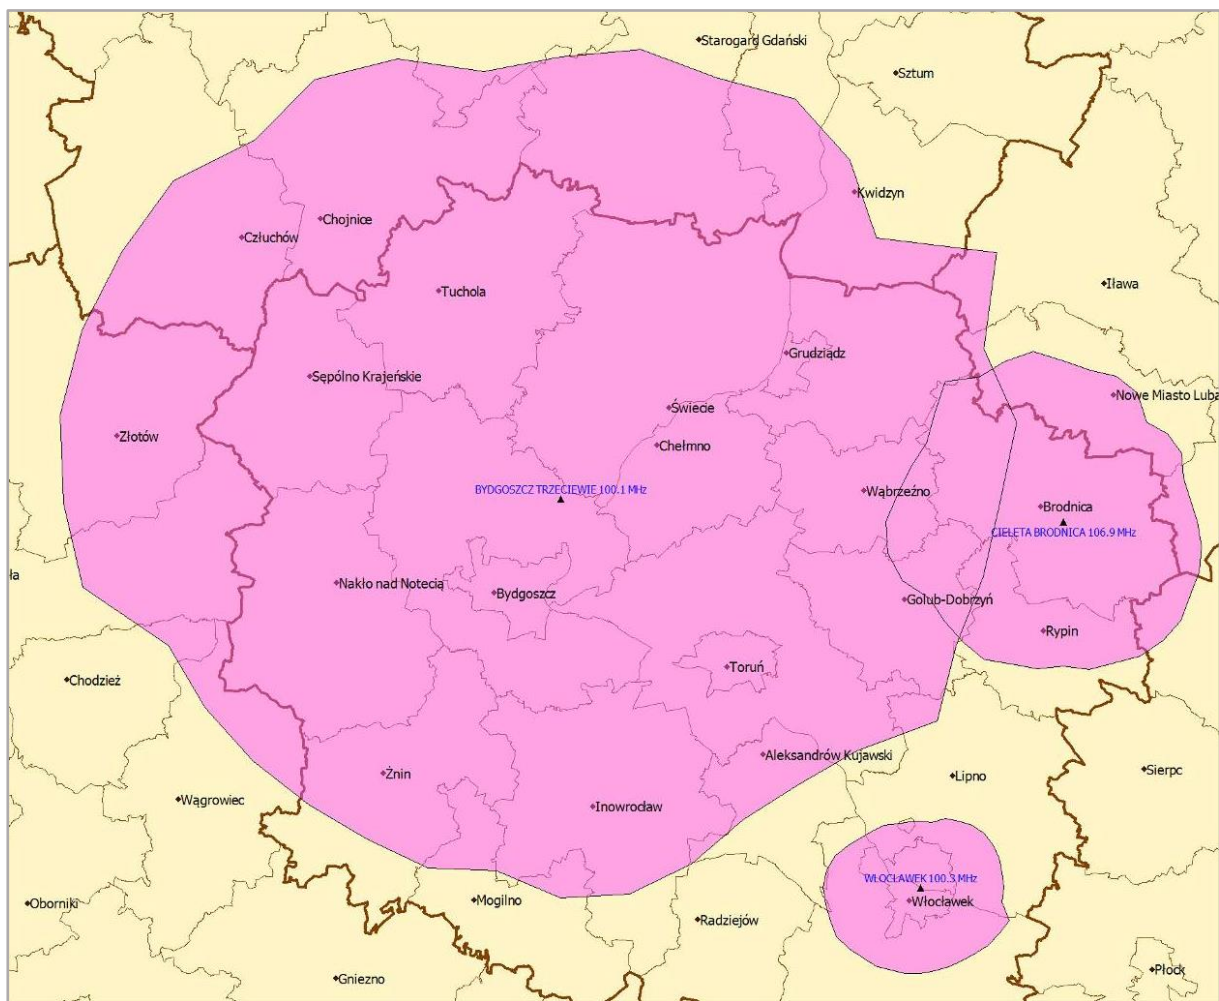 Starogard Gdański
Sztum
Kwidzyn
Chojnice
Człuchów
Iława
Tuchola
Grudziądz
Sępólno Krajeńskie
Nowe Miasto Luba
Świecie
Złotów
Chełmno
BYDGOSZCZ TRZECIEWIE 100.1 MHz
Wąbrzeźno
Brodnica
CIELĘTA BRODNICA 106.9 MHz
ła
Nakło nad Notecią
Bydgoszcz
Golub-Dobrzyń
Rypin
Toruń
Chodzież
Aleksandrów Kujawski
Żnin
Lipno
Sierpc
Wągrowiec
Inowrocław
WŁOCŁAWEK 100.3 MHz
Włocławek
Oborniki
Mogilno
Radziejów
Gniezno
Płock